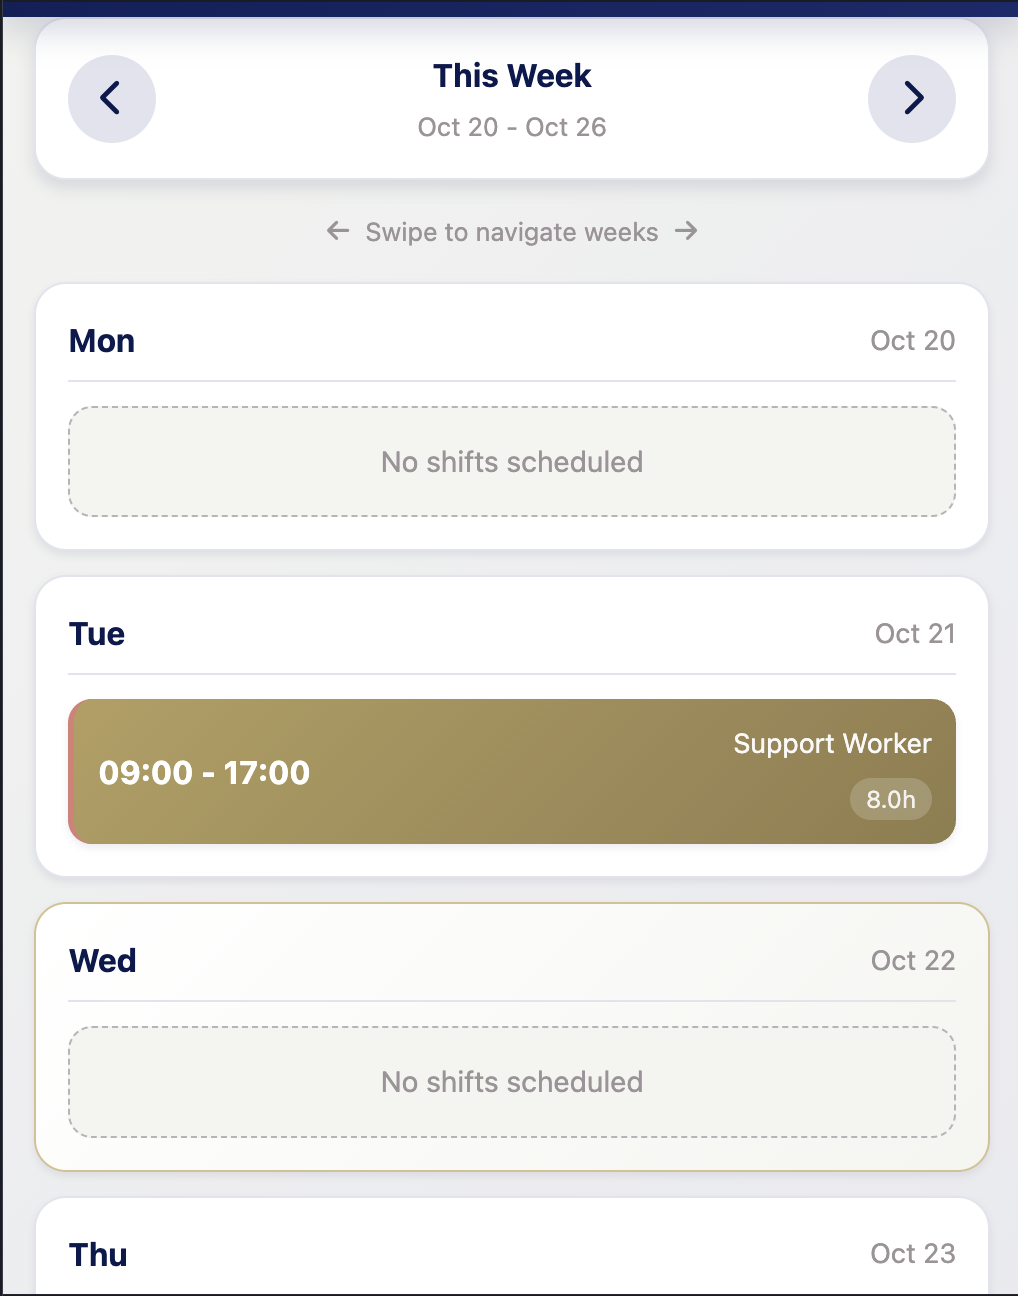 This Week
Oct 20 - Oct 26
← Swipe to navigate weeks →
Mon
Oct 20
No shifts scheduled
Tue
Oct 21
09:00 - 17:00
Support Worker
8.0h
Wed
Oct 22
No shifts scheduled
Thu
Oct 23